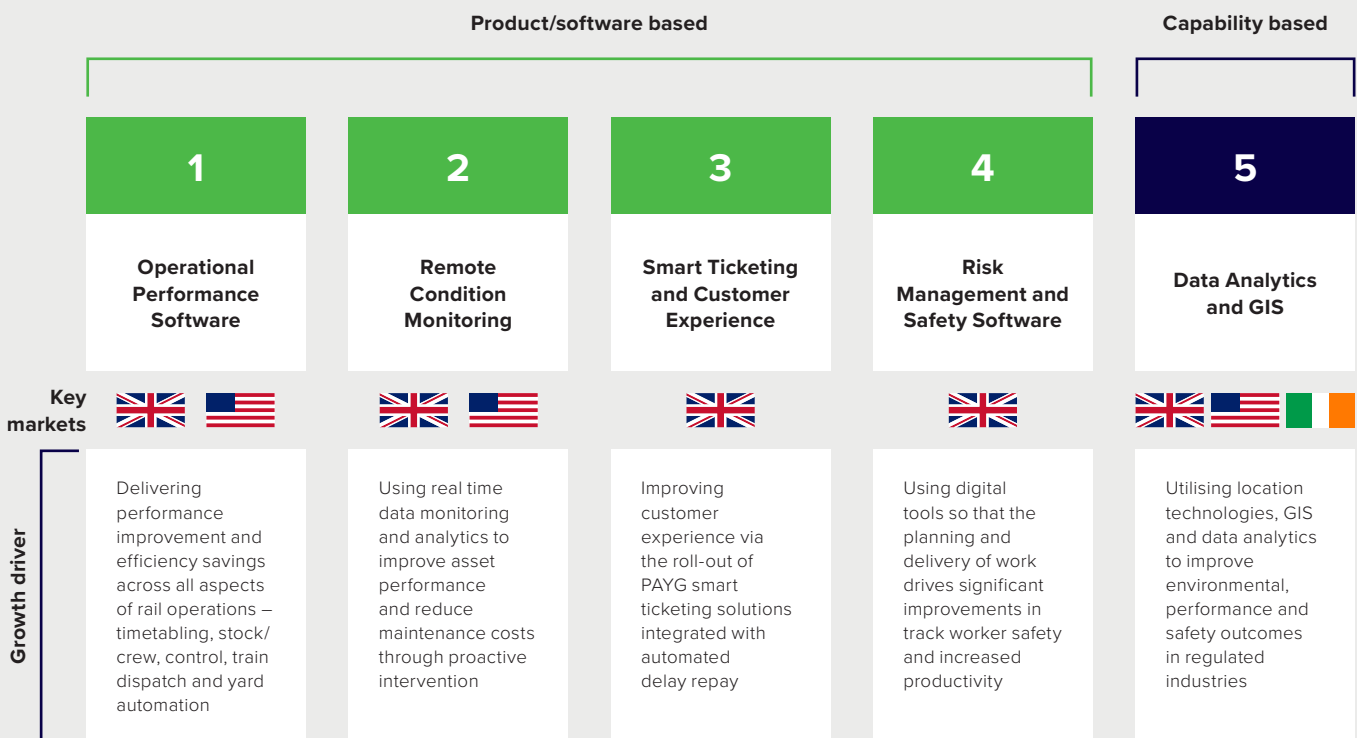 Product/software based
Capability based
1
2
3
4
5
Operational
Performance
Software
Remote
Condition
Monitoring
Smart Ticketing
and Customer
Experience
Risk
Management and
Safety Software
Data Analytics
and GIS
Key
markets
Growth driver
Delivering
performance
improvement and
efficiency savings
across all aspects
of rail operations –
timetabling, stock/
crew, control, train
dispatch and yard
automation
Using real time
data monitoring
and analytics to
improve asset
performance
and reduce
maintenance costs
through proactive
intervention
Improving
customer
experience via
the roll-out of
PAYG smart
ticketing solutions
integrated with
automated
delay repay
Using digital
tools so that the
planning and
delivery of work
drives significant
improvements in
track worker safety
and increased
productivity
Utilising location
technologies, GIS
and data analytics
to improve
environmental,
performance and
safety outcomes
in regulated
industries